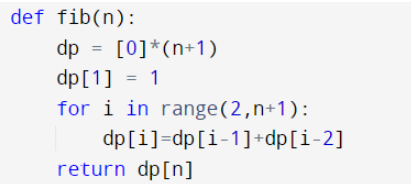 def fib(n):
    dp = [0]*(n+1)
    dp[1] = 1
    for i in range(2,n+1):
        dp[i]=dp[i-1]+dp[i-2]
    return dp[n]